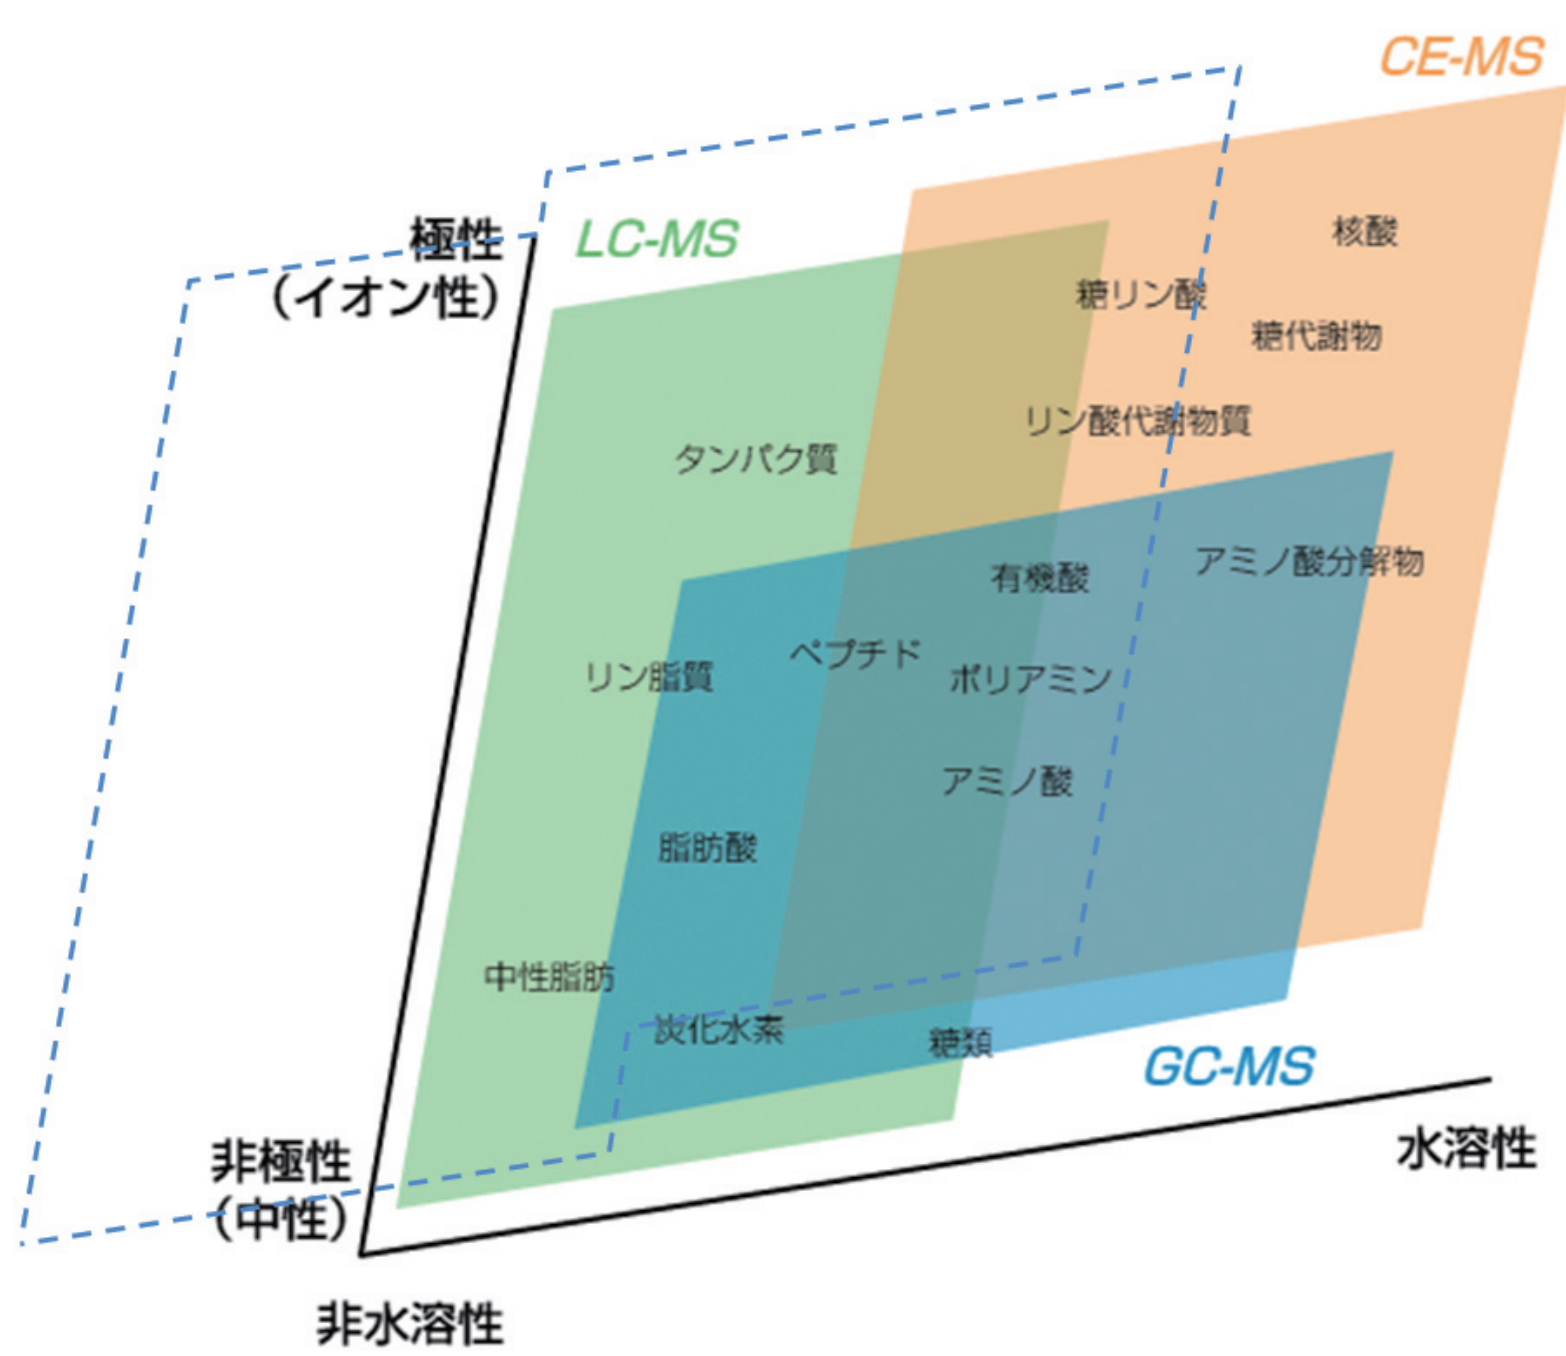 CE-MS
LC-MS
極性
(イオン性)
核酸
糖リン酸
糖代謝物
リン酸代謝物質
タンパク質
有機酸
アミノ酸分解物
ペプチド
リン脂質
ポリアミン
アミノ酸
脂肪酸
中性脂肪
炭化水素
糖類
GC-MS
非極性
(中性)
水溶性
非水溶性